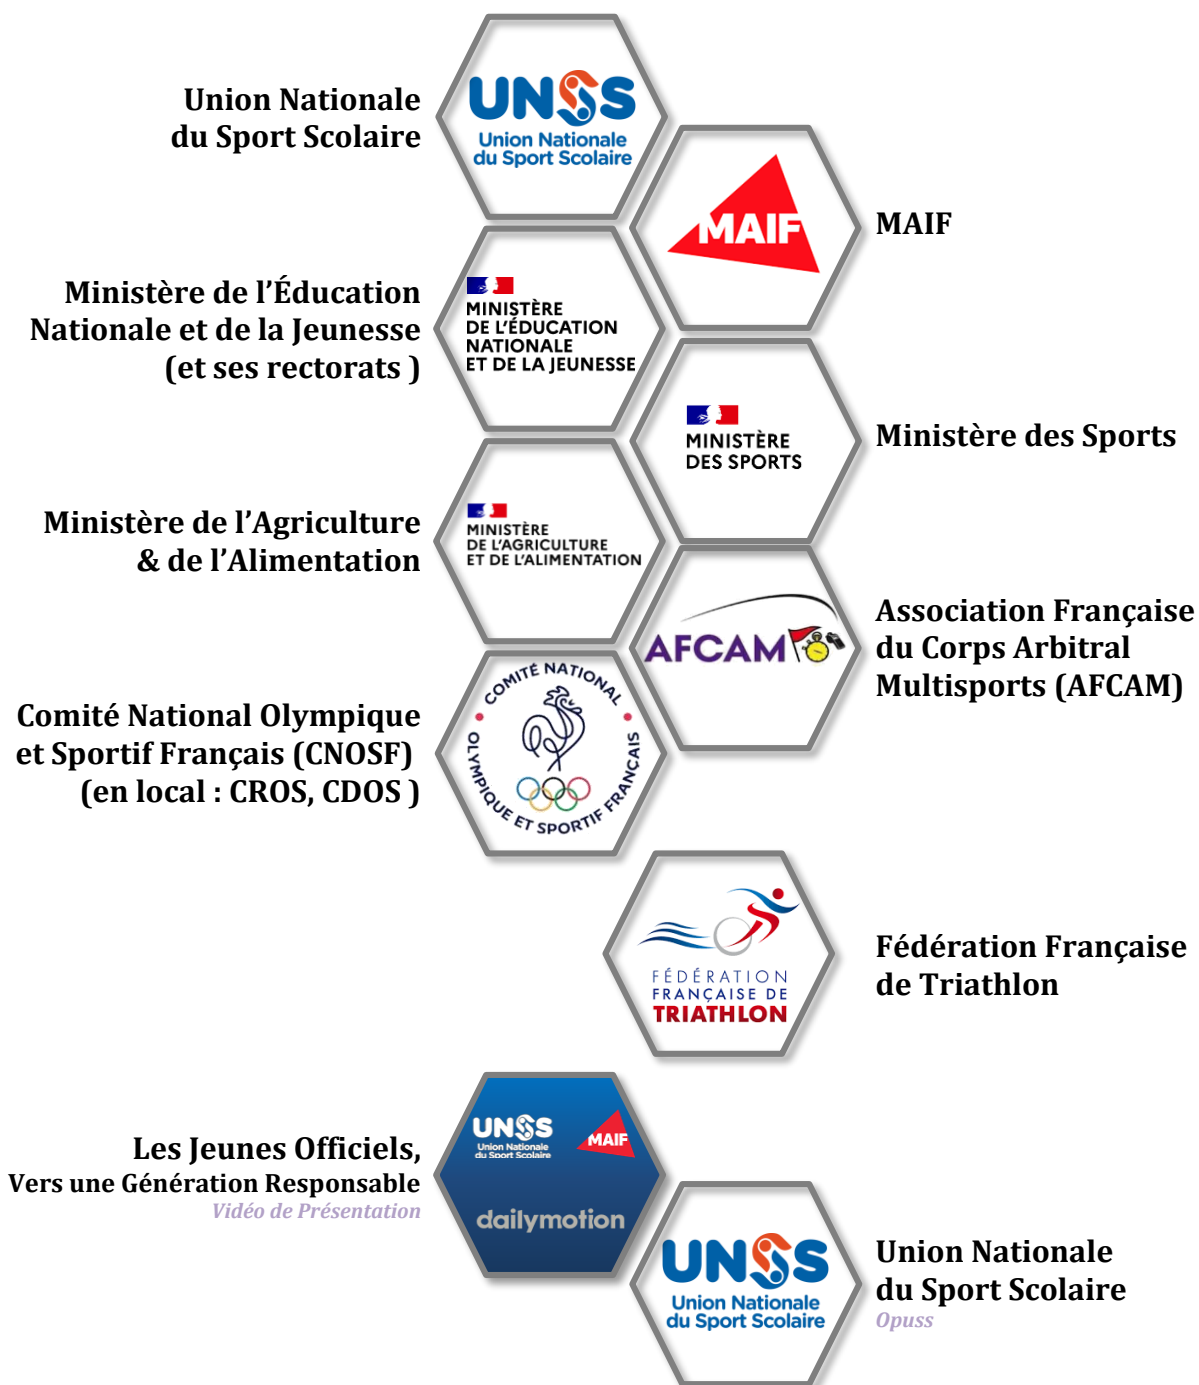 Union Nationale
du Sport Scolaire
UNSS
Union Nationale
du Sport Scolaire
MAIF
MAIF
Ministère de l’Éducation
Nationale et de la Jeunesse
(et ses rectorats )
MINISTÈRE
DE L'ÉDUCATION
NATIONALE
ET DE LA JEUNESSE
MINISTÈRE
DES SPORTS
Ministère des Sports
Ministère de l’Agriculture
& de l’Alimentation
MINISTÈRE
DE L'AGRICULTURE
ET DE L'ALIMENTATION
AFCAM
Association Française
du Corps Arbitral
Multisports (AFCAM)
Comité National Olympique
et Sportif Français (CNOSF)
(en local : CROS, CDOS )
COMITÉ NATIONAL
OLYMPIQUE ET SPORTIF FRANÇAIS
FÉDÉRATION
FRANÇAISE DE
TRIATHLON
Fédération Française
de Triathlon
Les Jeunes Officiels,
Vers une Génération Responsable
Vidéo de Présentation
UNSS
Union Nationale
du Sport Scolaire
MAIF
dailymotion
UNSS
Union Nationale
du Sport Scolaire
Union Nationale
du Sport Scolaire
Opuss